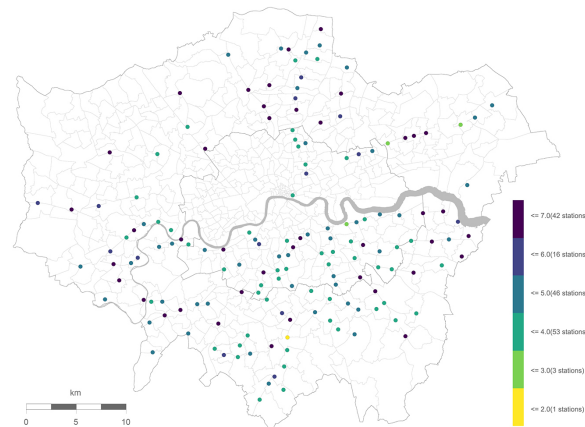 <= 7.0(42 stations)
<= 6.0(16 stations)
<= 5.0(46 stations)
<= 4.0(53 stations)
<= 3.0(3 stations)
<= 2.0(1 stations)
km
0 5 10